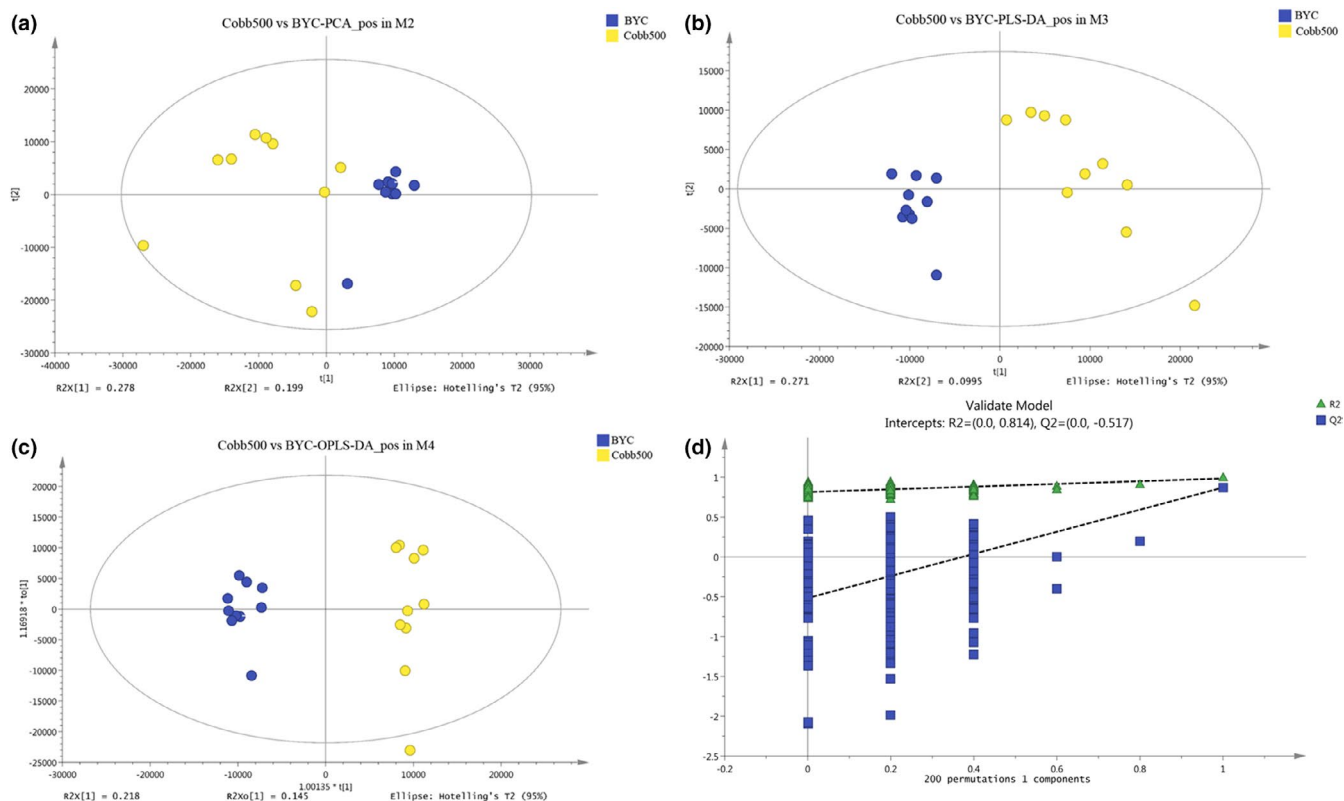 (a)
Cobb500 vs BYC-PCA_pos in M2
BYC
Cobb500
20000
10000
0
-10000
-20000
-30000
t[2]
-40000 -30000 -20000 -10000 0 10000 20000 30000
t[1]
R2X[1] = 0.278 R2X[2] = 0.199 Ellipse: Hotelling's T2 (95%)
(b)
Cobb500 vs BYC-PLS-DA_pos in M3
BYC
Cobb500
15000
10000
5000
0
-5000
-10000
-15000
-20000
t[2]
-30000 -20000 -10000 0 10000 20000
t[1]
R2X[1] = 0.271 R2X[2] = 0.0995 Ellipse: Hotelling's T2 (95%)
(c)
Cobb500 vs BYC-OPLS-DA_pos in M4
BYC
Cobb500
20000
15000
10000
5000
0
-5000
-10000
-15000
-20000
-25000
1.16918 * to[1]
-30000 -20000 -10000 0 10000 20000
1.00135 * t[1]
R2X[1] = 0.218 R2Xo[1] = 0.145 Ellipse: Hotelling's T2 (95%)
(d)
Validate Model
Intercepts: R2=(0.0, 0.814), Q2=(0.0, -0.517)
R2
Q2
1
0.5
0
-0.5
-1
-1.5
-2
-2.5
-0.2 0 0.2 0.4 0.6 0.8 1
200 permutations 1 components